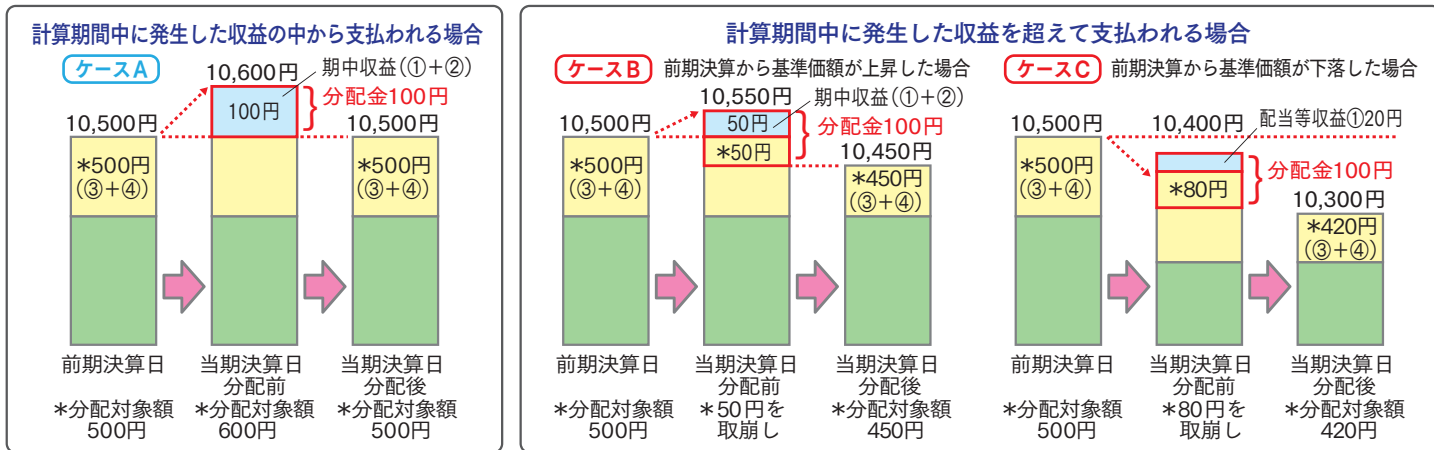 計算期間中に発生した収益の中から支払われる場合
ケースA
10,600円
期中収益(①+②)
100円
分配金100円
10,500円
10,500円
*500円
(③+④)
*500円
(③+④)
前期決算日
当期決算日
分配前
当期決算日
分配後
*分配対象額
500円
*分配対象額
600円
*分配対象額
500円
計算期間中に発生した収益を超えて支払われる場合
ケースB 前期決算から基準価額が上昇した場合
10,550円
期中収益(①+②)
10,500円
50円
分配金100円
*50円
10,450円
*500円
(③+④)
*450円
(③+④)
前期決算日
当期決算日
分配前
当期決算日
分配後
*分配対象額
500円
*50円を
取崩し
*分配対象額
450円
ケースC 前期決算から基準価額が下落した場合
配当等収益①20円
10,500円
10,400円
分配金100円
*500円
(③+④)
*80円
10,300円
*420円
(③+④)
前期決算日
当期決算日
分配前
当期決算日
分配後
*分配対象額
500円
*80円を
取崩し
*分配対象額
420円